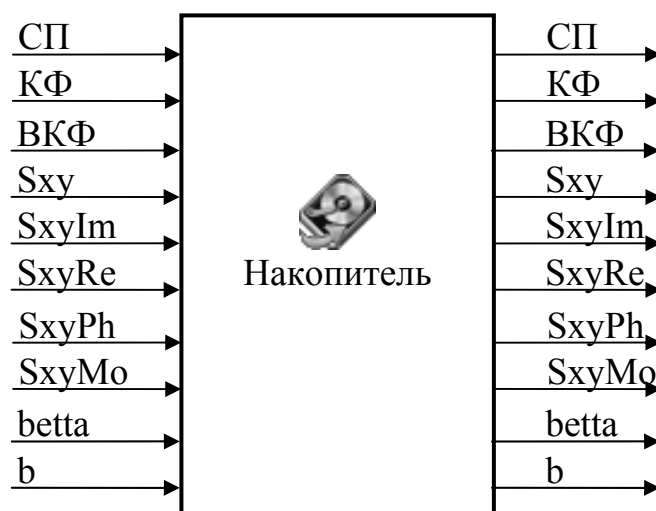 СП СП
КФ КФ
ВКФ ВКФ
Sxy Sxy
SxyIm SxyIm
Накопитель
SxyRe SxyRe
SxyPh SxyPh
SxyMo SxyMo
betta betta
b b